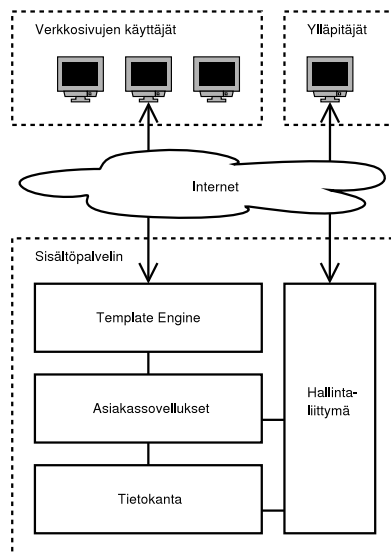 Verkkosivujen käyttäjät
Ylläpitäjät
Internet
Sisältöpalvelin
Template Engine
Asiakassovellukset
Hallinta-
liittymä
Tietokanta